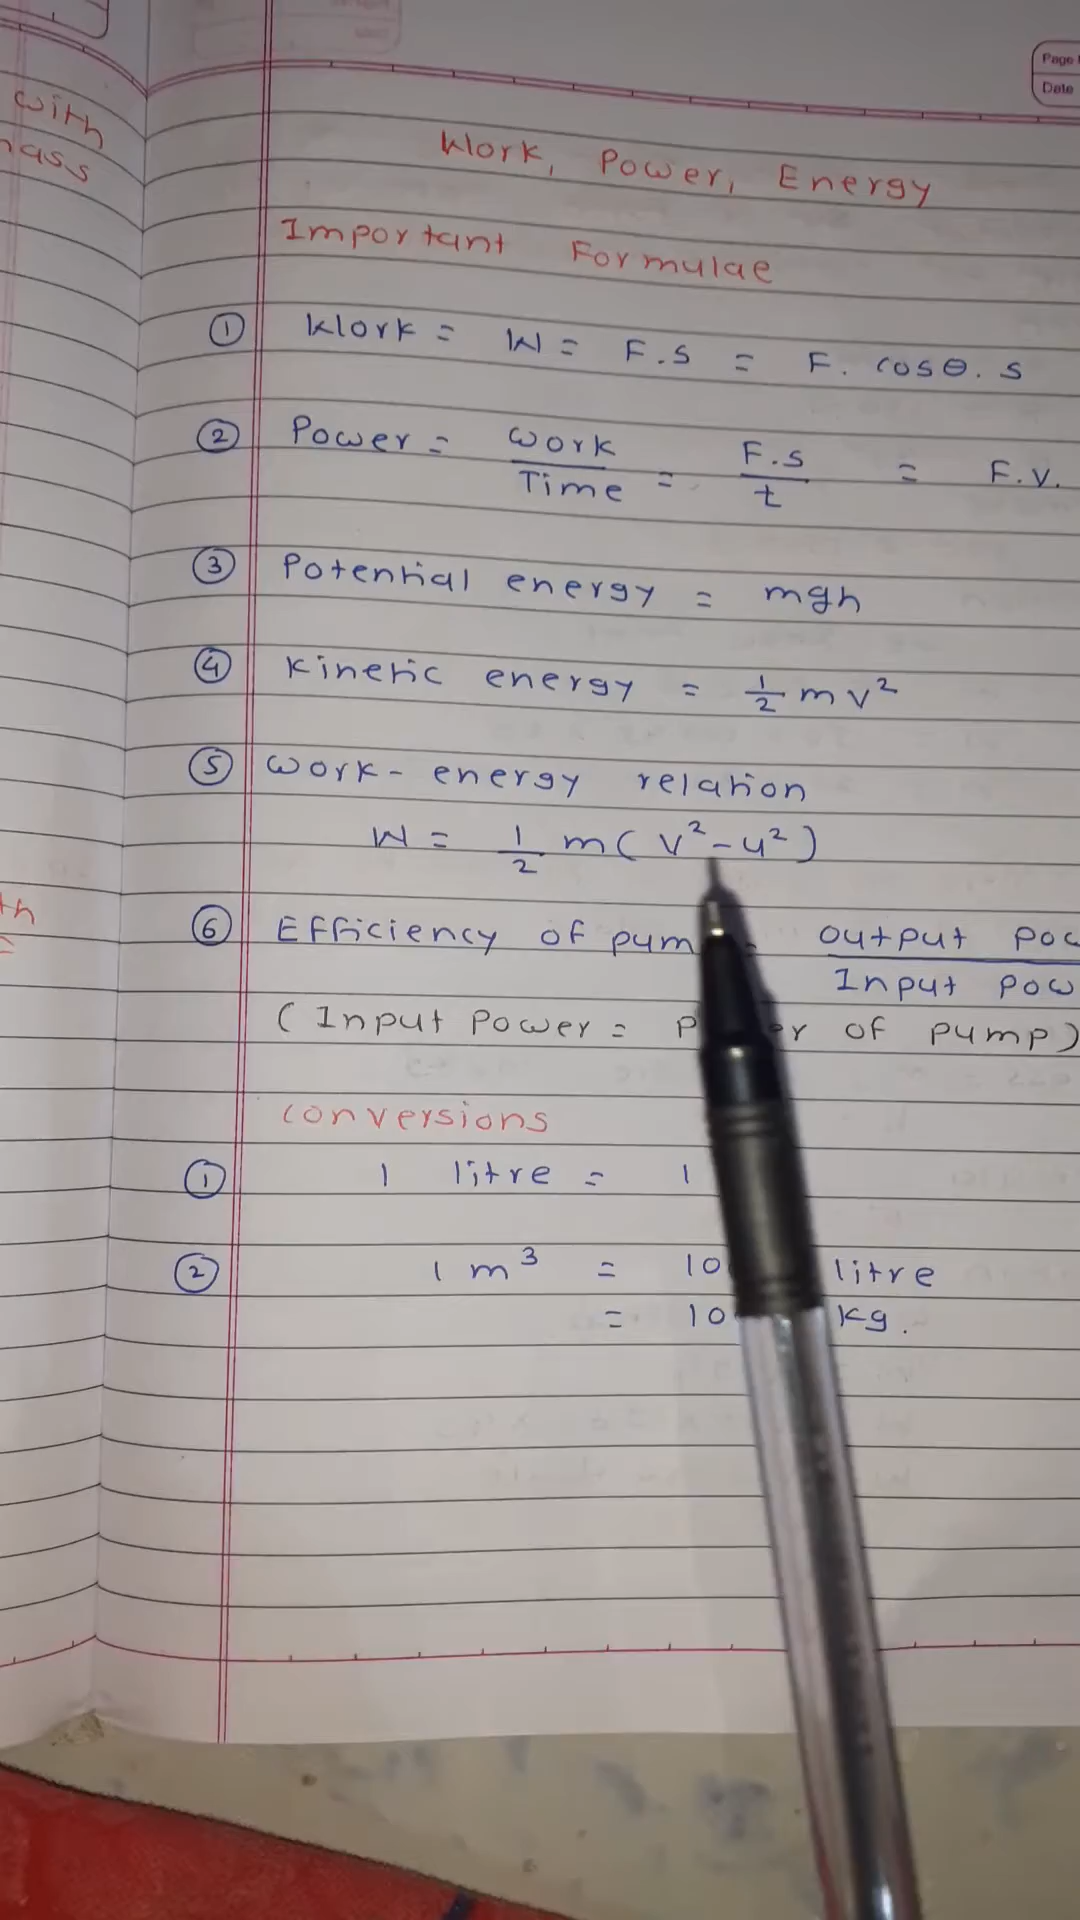 with
Page
Date
Work, Power, Energy
Important Formulae
① Work = W = F.S = F. cosθ. s
② Power = Work/Time = F.S/t = F.V.
③ Potential energy = mgh
④ Kinetic energy = 1/2 mv²
⑤ Work-energy relation
W = 1/2 m(v²-u²)
⑥ Efficiency of = output / Input
(Input Power = of pump)
Conversions
① 1 litre = 1
② 1 m³ = litre
= kg.